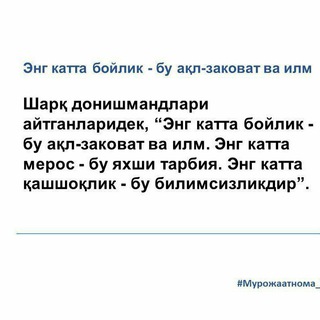 Энг катта бойлик - бу ақл-заковат ва илм
Шарқ донишмандлари
айтганларидек, “Энг катта бойлик -
бу ақл-заковат ва илм. Энг катта
мерос - бу яхши тарбия. Энг катта
қашшоқлик - бу билимсизликдир”.
#Мурожаатнома_